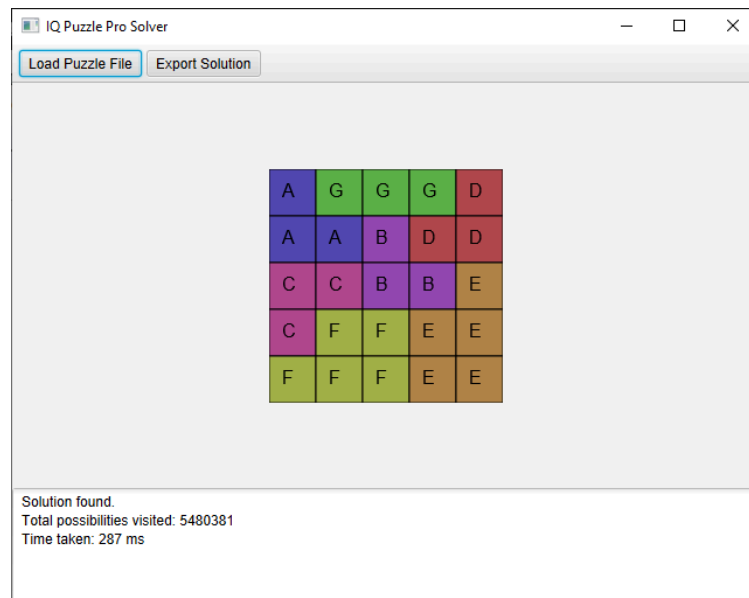 IQ Puzzle Pro Solver
Load Puzzle File Export Solution
A G G G D
A A B D D
C C B B E
C F F E E
F F F E E
Solution found.
Total possibilities visited: 5480381
Time taken: 287 ms